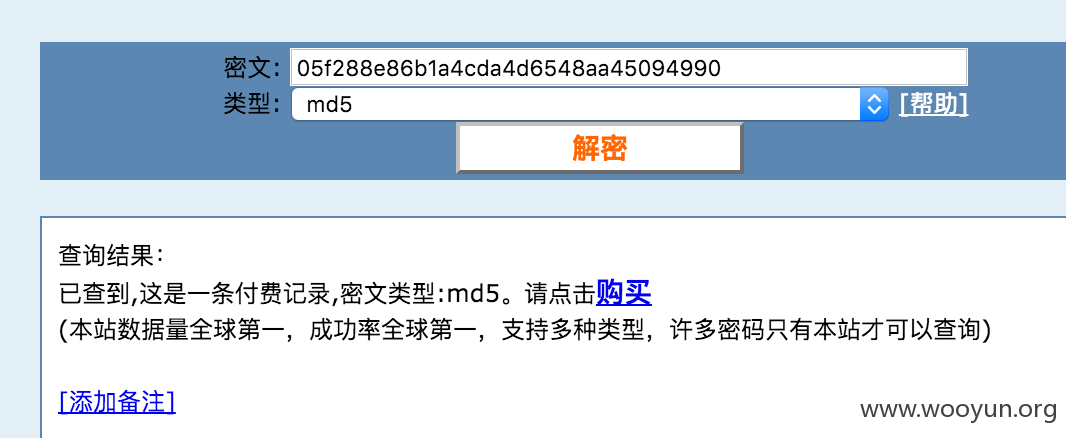 密文: 05f288e86b1a4cda4d6548aa45094990
类型: md5 [帮助]
解密
查询结果:
已查到,这是一条付费记录,密文类型:md5。请点击购买
(本站数据量全球第一，成功率全球第一，支持多种类型，许多密码只有本站才可以查询)
[添加备注]
www.wooyun.org